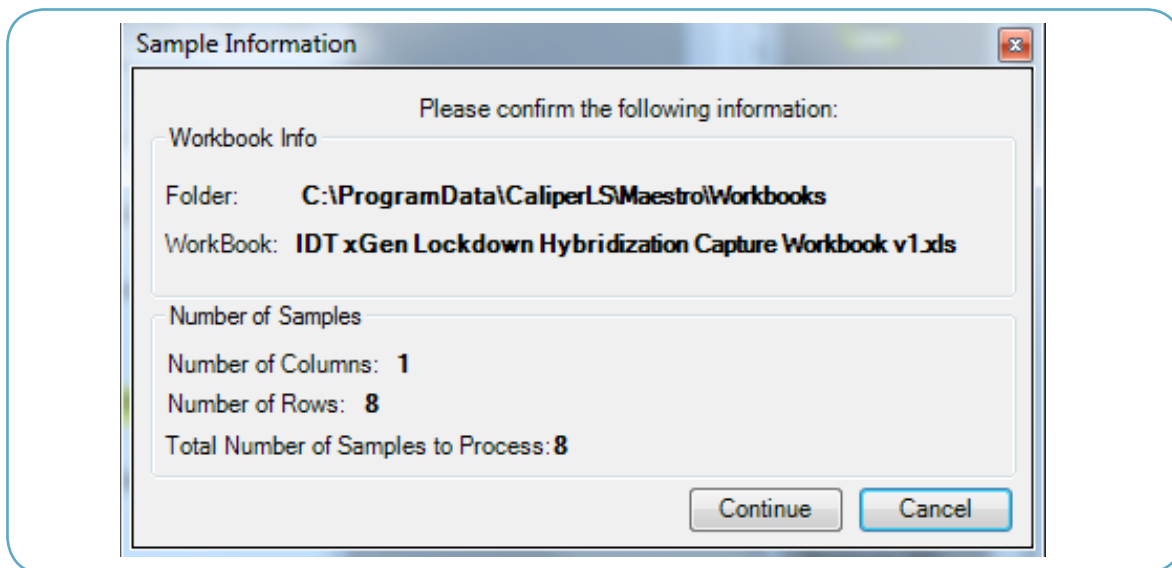 Sample Information
Please confirm the following information:
Workbook Info
Folder: C:\ProgramData\CaliperLS\Maestro\Workbooks
WorkBook: IDT xGen Lockdown Hybridization Capture Workbook v1.xls
Number of Samples
Number of Columns: 1
Number of Rows: 8
Total Number of Samples to Process: 8
Continue Cancel